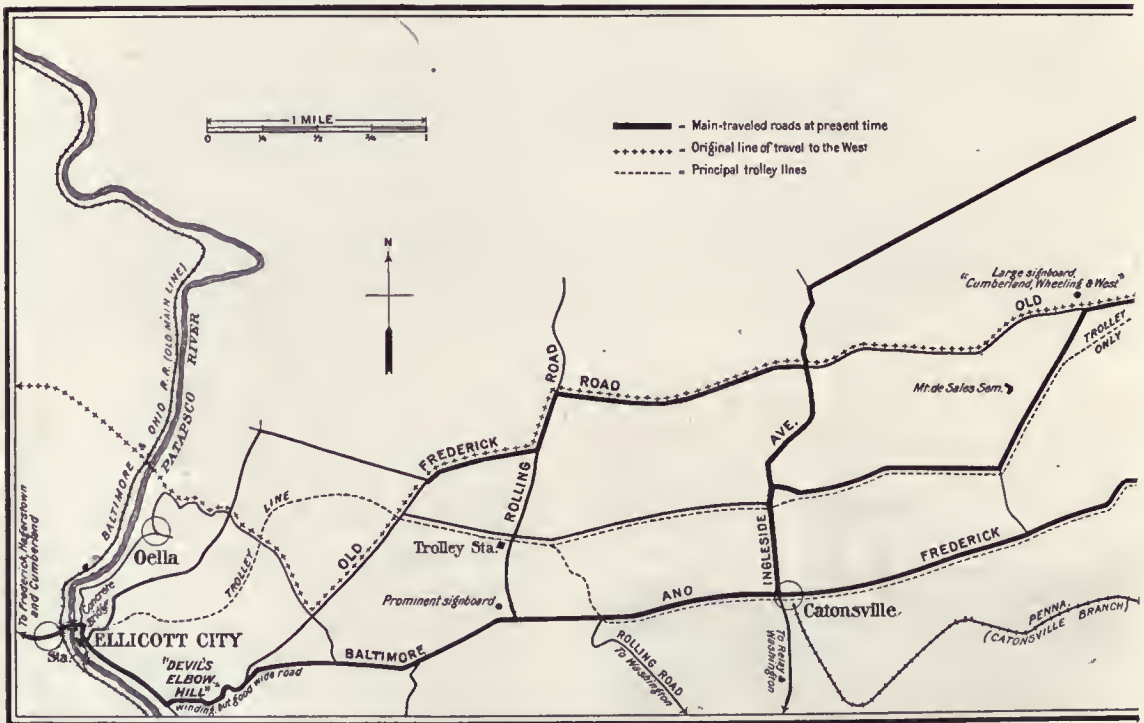 1 MILE
0 ¼ ½ ¾ 1
= Main-traveled roads at present time
= Original line of travel to the West
= Principal trolley lines
N
"Large signboard,
Cumberland, Wheeling & West"
OLD
TROLLEY
ONLY
Mt. de Sales Sem.
BALTIMORE & OHIO R.R. (OLD MAIN LINE)
PATAPSCO
RIVER
ROAD
ROAD
FREDERICK
OLD
ROLLING
AVE.
INGLESIDE
TROLLEY
LINE
Trolley Sta.
Oella
To Frederick, Hagerstown
and Cumberland
Concrete
Bridge
Prominent signboard
FREDERICK
AND
BALTIMORE
Catonsville
ELLICOTT CITY
Sta.
"DEVIL'S
ELBOW
HILL"
winding, but good wide road
ROLLING ROAD
To Washington
To Relay &
Washington
PENNA.
(CATONSVILLE BRANCH)